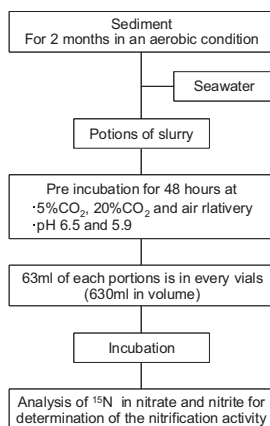 Sediment
For 2 months in an aerobic condition
Seawater
Potions of slurry
Pre incubation for 48 hours at
·5%CO₂, 20%CO₂ and air rlativery
·pH 6.5 and 5.9
63ml of each portions is in every vials
(630ml in volume)
Incubation
Analysis of ¹⁵N in nitrate and nitrite for
determination of the nitrification activity